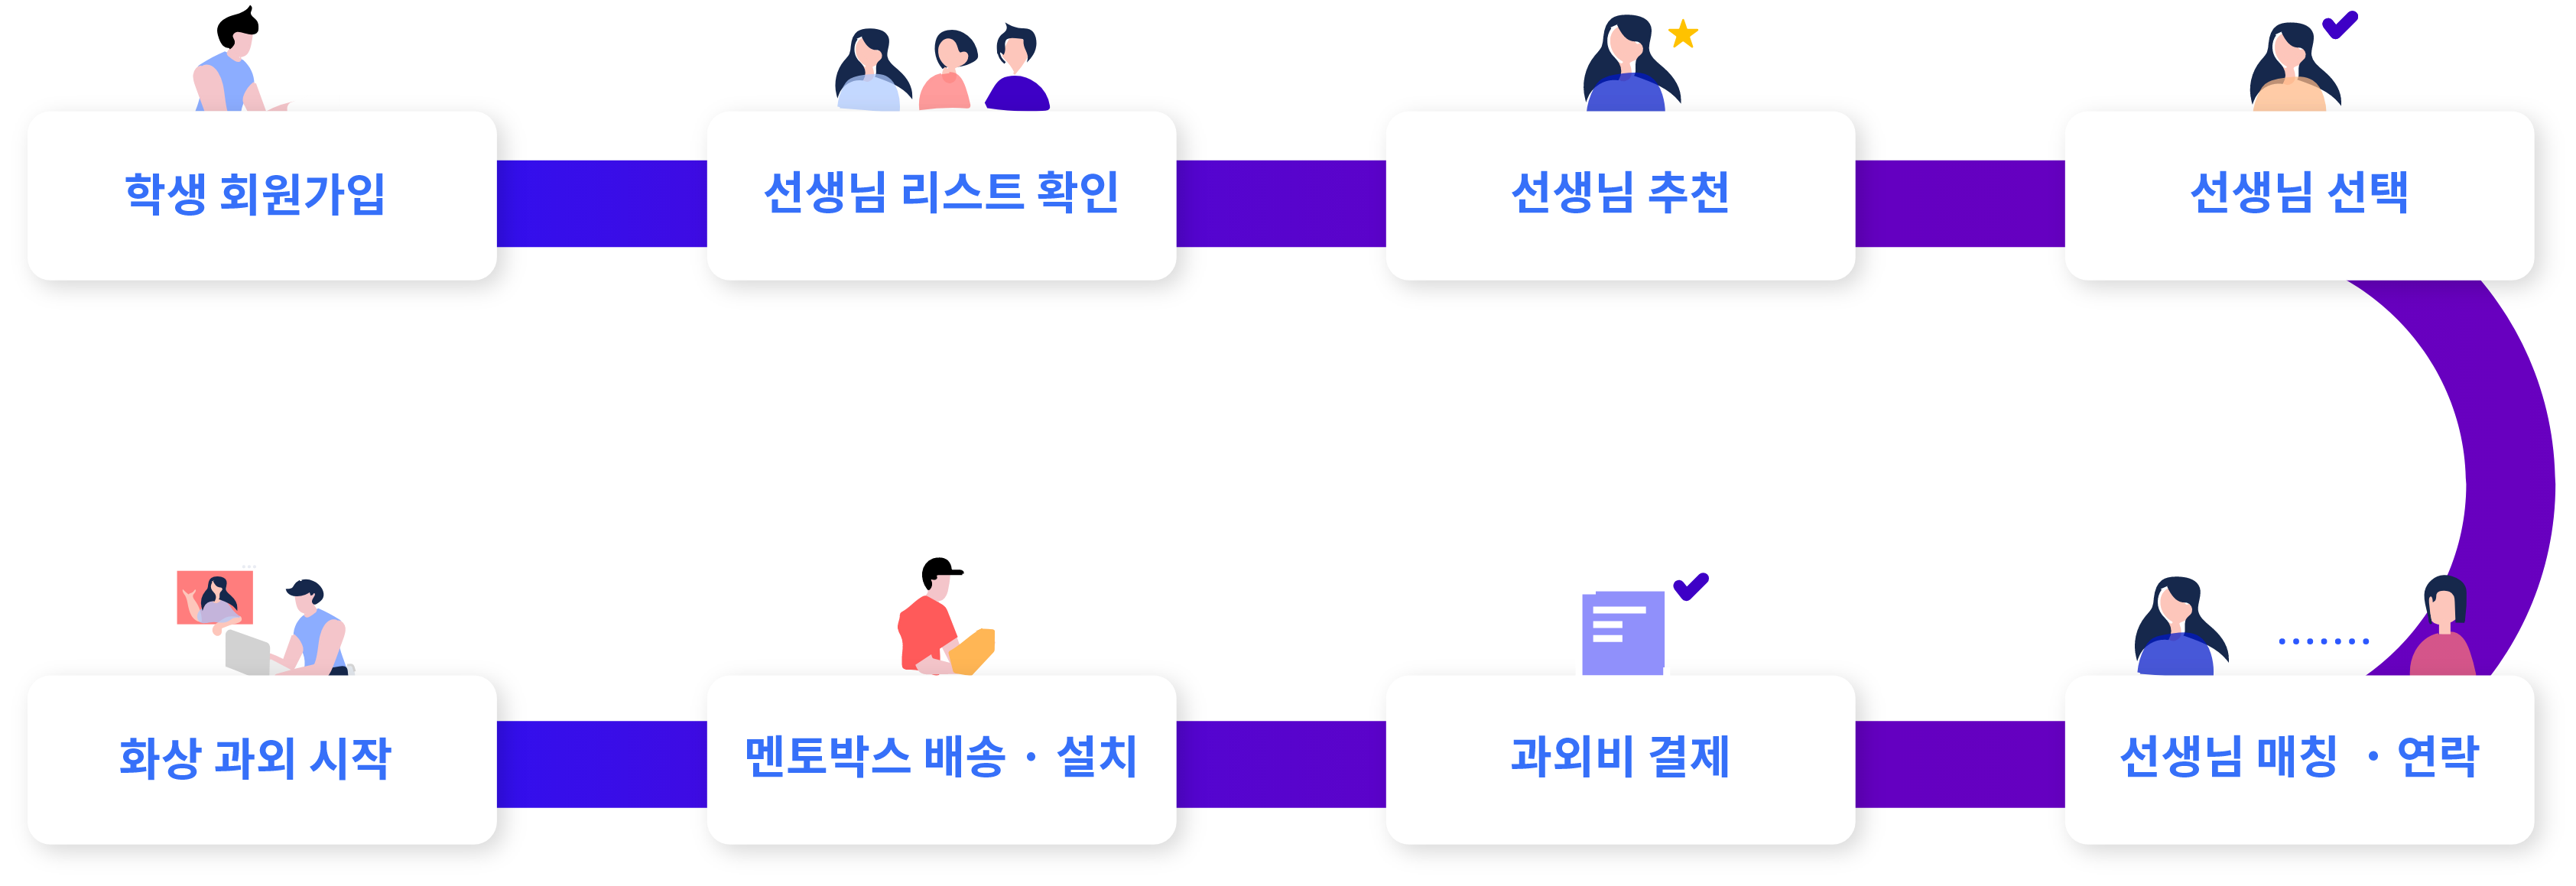 학생 회원가입
선생님 리스트 확인
선생님 추천
선생님 선택
선생님 매칭 · 연락
과외비 결제
멘토박스 배송 · 설치
화상 과외 시작